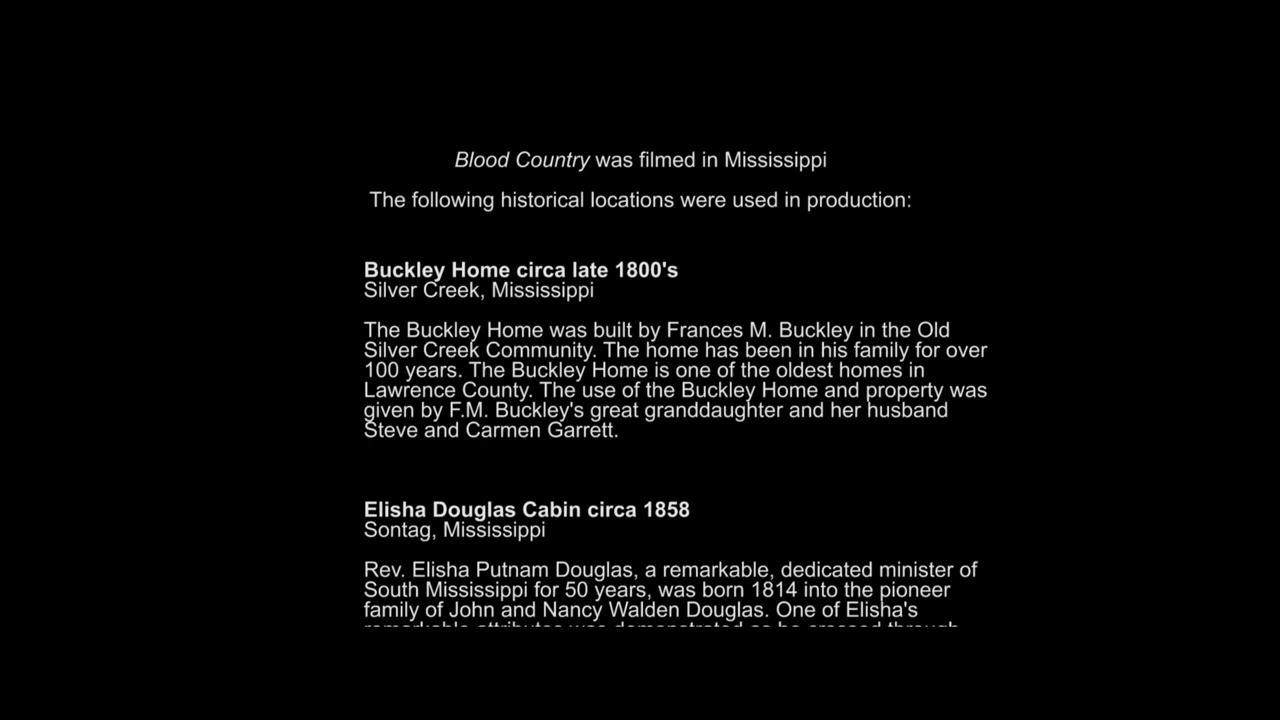 Blood Country was filmed in Mississippi
The following historical locations were used in production:
Buckley Home circa late 1800's
Silver Creek, Mississippi
The Buckley Home was built by Frances M. Buckley in the Old
Silver Creek Community. The home has been in his family for over
100 years. The Buckley Home is one of the oldest homes in
Lawrence County. The use of the Buckley Home and property was
given by F.M. Buckley's great granddaughter and her husband
Steve and Carmen Garrett.
Elisha Douglas Cabin circa 1858
Sontag, Mississippi
Rev. Elisha Putnam Douglas, a remarkable, dedicated minister of
South Mississippi for 50 years, was born 1814 into the pioneer
family of John and Nancy Walden Douglas. One of Elisha's